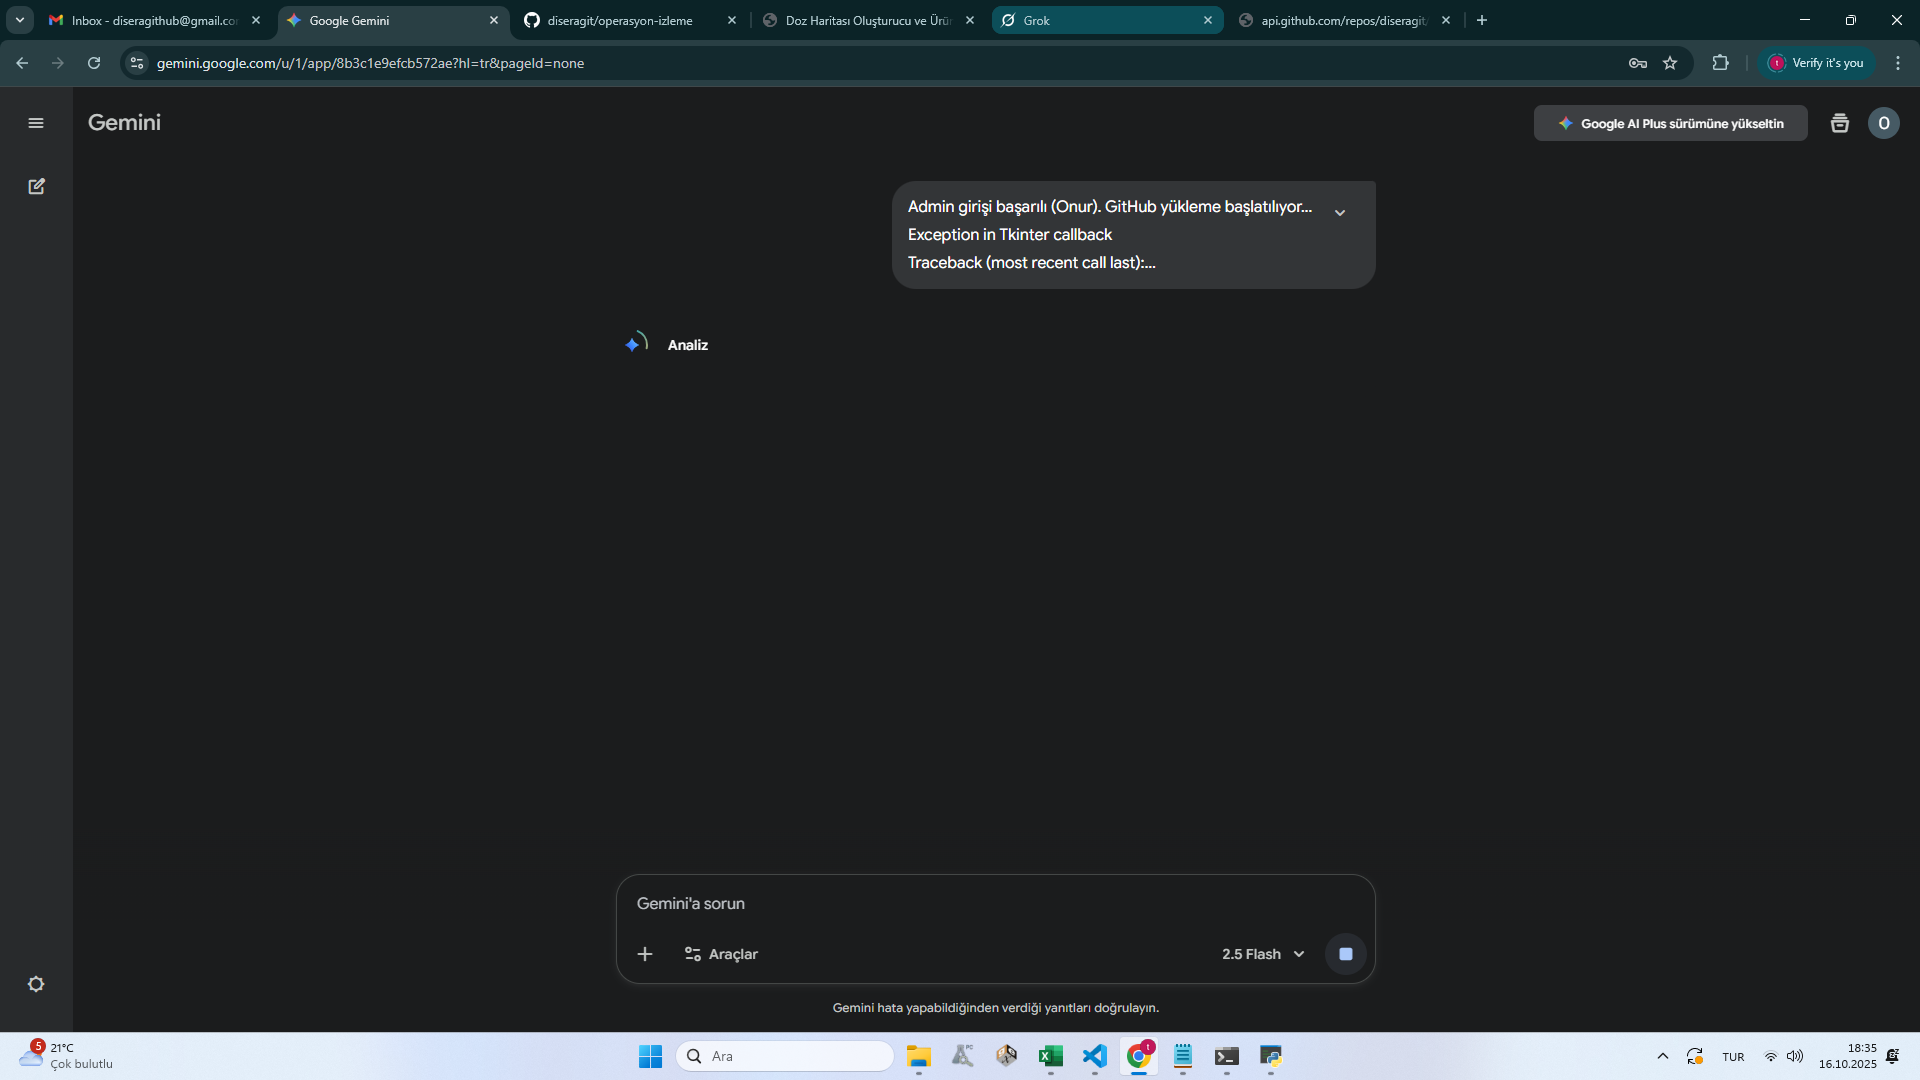 Inbox - diseragithub@gmail.co
Google Gemini
diseragit/operasyon-izleme
Doz Haritası Oluşturucu ve Ürün
Grok
api.github.com/repos/diseragit/
gemini.google.com/u/1/app/8b3c1e9efcb572ae?hl=tr&pageId=none
Verify it's you
Gemini
Google AI Plus sürümüne yükseltin
O
Admin girişi başarılı (Onur). GitHub yükleme başlatılıyor...
Exception in Tkinter callback
Traceback (most recent call last):...
Analiz
Gemini'a sorun
Araçlar
2.5 Flash
Gemini hata yapabildiğinden verdiği yanıtları doğrulayın.
5
21°C
Çok bulutlu
Ara
t
TUR
18:35
16.10.2025